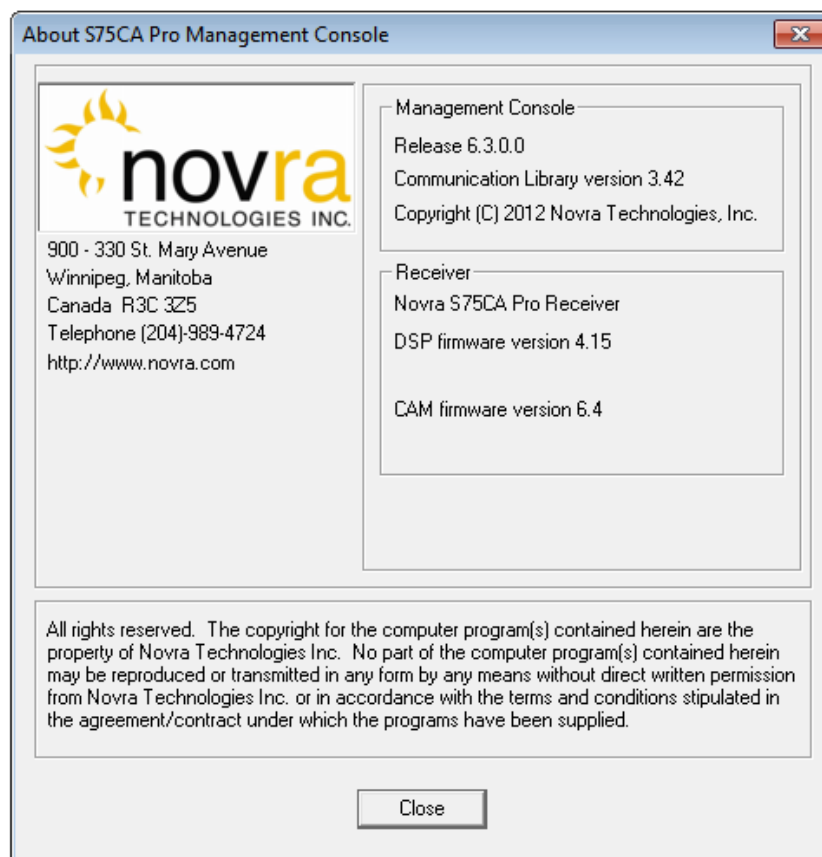 About S75CA Pro Management Console
novra
TECHNOLOGIES INC.
900 - 330 St. Mary Avenue
Winnipeg, Manitoba
Canada  R3C 3Z5
Telephone (204)-989-4724
http://www.novra.com
Management Console
Release 6.3.0.0
Communication Library version 3.42
Copyright (C) 2012 Novra Technologies, Inc.
Receiver
Novra S75CA Pro Receiver
DSP firmware version 4.15
CAM firmware version 6.4
All rights reserved.  The copyright for the computer program(s) contained herein are the
property of Novra Technologies Inc.  No part of the computer program(s) contained herein
may be reproduced or transmitted in any form by any means without direct written permission
from Novra Technologies Inc. or in accordance with the terms and conditions stipulated in
the agreement/contract under which the programs have been supplied.
Close